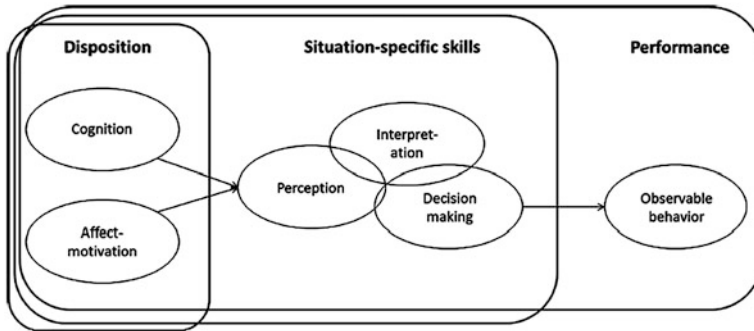 Disposition
Situation-specific skills
Performance
Cognition
Affect-
motivation
Perception
Interpret-
ation
Decision
making
Observable
behavior